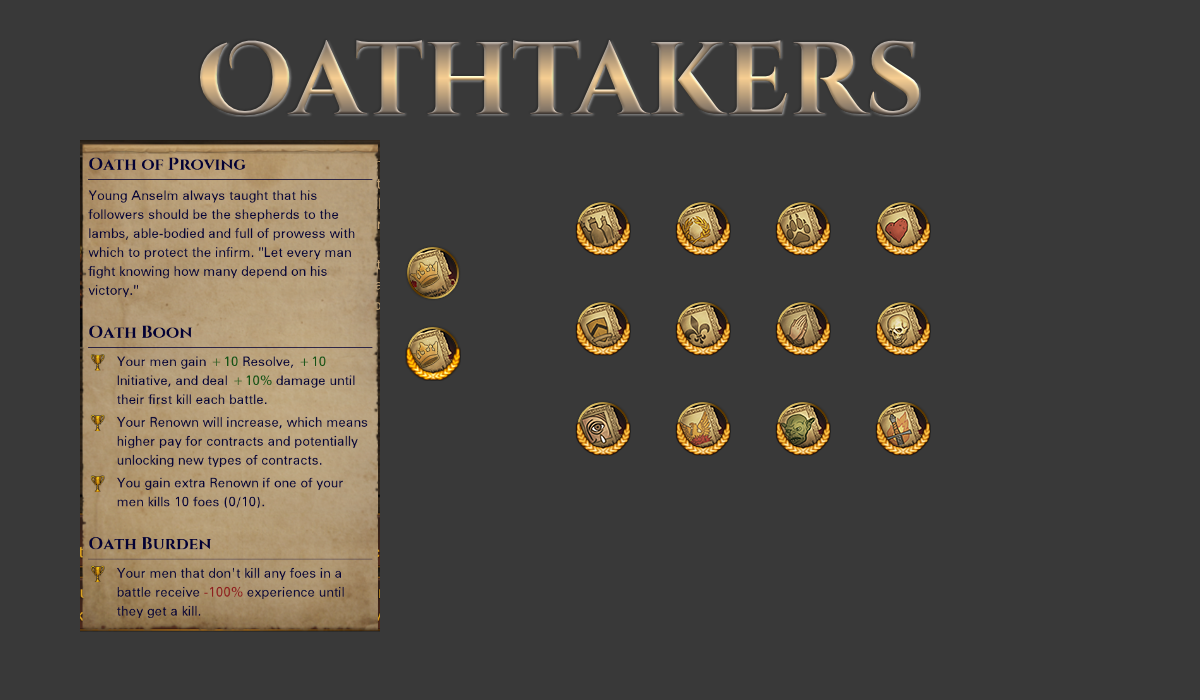 OATHTAKERS
OATH OF PROVING
Young Anselm always taught that his
followers should be the shepherds to the
lambs, able-bodied and full of prowess with
which to protect the infirm. "Let every man
fight knowing how many depend on his
victory."
OATH BOON
Your men gain +10 Resolve, +10
Initiative, and deal +10% damage until
their first kill each battle.
Your Renown will increase, which means
higher pay for contracts and potentially
unlocking new types of contracts.
You gain extra Renown if one of your
men kills 10 foes (0/10).
OATH BURDEN
Your men that don't kill any foes in a
battle receive -100% experience until
they get a kill.